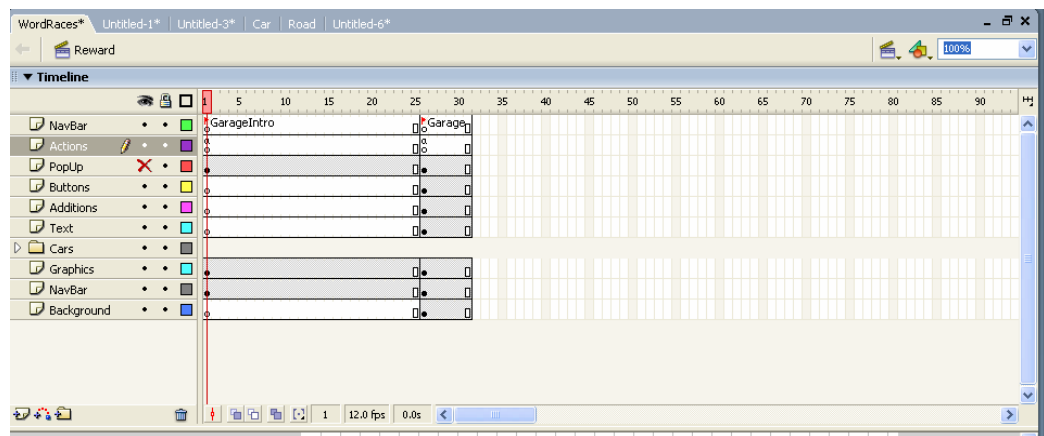 WordRaces* Untitled-1* Untitled-3* Car Road Untitled-6*
Reward 100%
Timeline
1 5 10 15 20 25 30 35 40 45 50 55 60 65 70 75 80 85 90
NavBar GarageIntro Garage
Actions a a
PopUp
Buttons
Additions
Text
Cars
Graphics
NavBar
Background
1 12.0 fps 0.0s